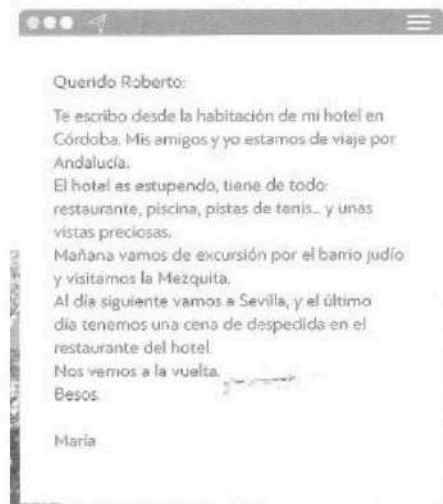 Querido Roberto:
Te escribo desde la habitación de mi hotel en
Córdoba. Mis amigos y yo estamos de viaje por
Andalucía.
El hotel es estupendo, tiene de todo:
restaurante, piscina, pistas de tenis... y unas
vistas preciosas.
Mañana vamos de excursión por el barrio judío
y visitamos la Mezquita.
Al día siguiente vamos a Sevilla, y el último
día tenemos una cena de despedida en el
restaurante del hotel.
Nos vemos a la vuelta.
Besos.
María